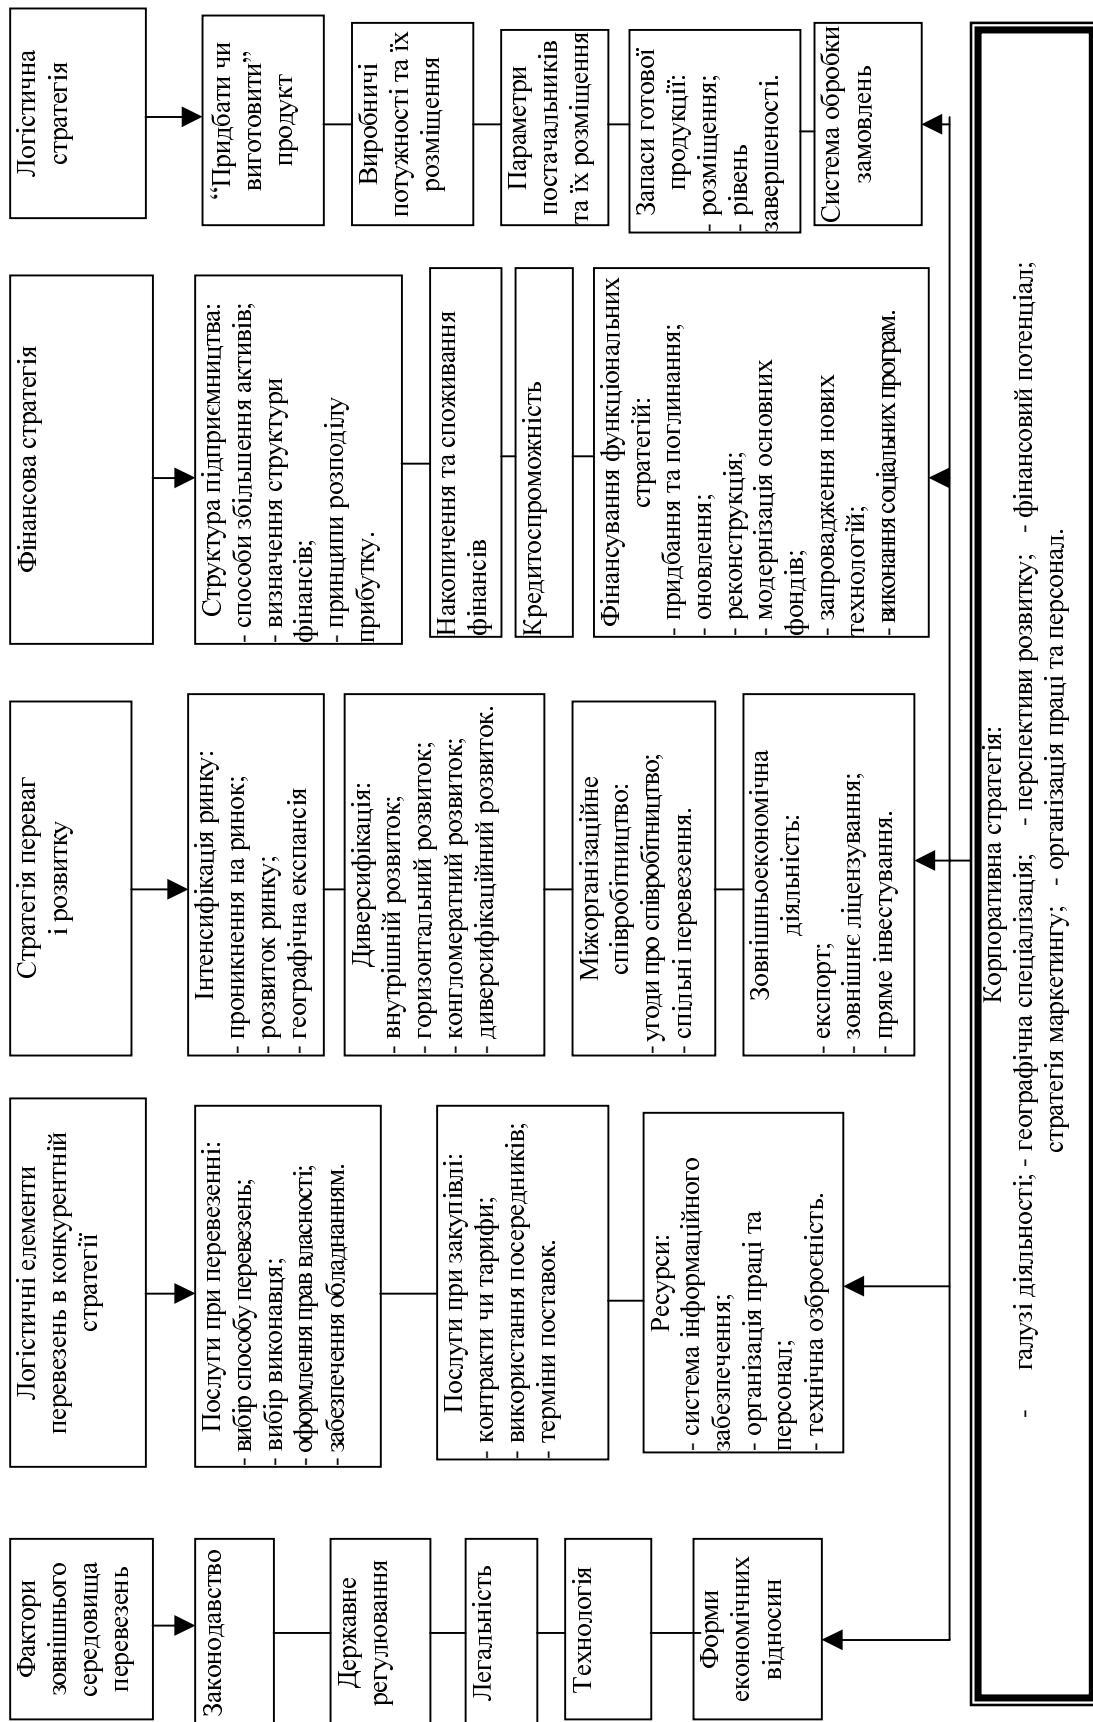 Фактори
зовнішнього
середовища
перевезень
Законодавство
Державне
регулювання
Легальність
Технологія
Форми
економічних
відносин
Логістичні елементи
перевезень в конкурентній
стратегії
Послуги при перевезенні:
- вибір способу перевезень;
- вибір виконавця;
- оформлення прав власності;
- забезпечення обладнанням.
Послуги при закупівлі:
- контракти чи тарифи;
- використання посередників;
- терміни поставок.
Ресурси:
- система інформаційного
забезпечення;
- організація праці та
персонал;
- технічна озброєність.
Стратегія переваг
і розвитку
Інтенсифікація ринку:
- проникнення на ринок;
- розвиток ринку;
- географічна експансія
Диверсифікація:
- внутрішній розвиток;
- горизонтальний розвиток;
- конгломератний розвиток;
- диверсифікаційний розвиток.
Міжорганізаційне
співробітництво:
- угоди про співробітництво;
- спільні перевезення.
Зовнішньоекономічна
діяльність:
- експорт;
- зовнішнє ліцензування;
- пряме інвестування.
Фінансова стратегія
Структура підприємництва:
- способи збільшення активів;
- визначення структури
фінансів;
- принципи розподілу
прибутку.
Накопичення та споживання
фінансів
Кредитоспроможність
Фінансування функціональних
стратегій:
- придбання та поглинання;
- оновлення;
- реконструкція;
- модернізація основних
фондів;
- запровадження нових
технологій;
- виконання соціальних програм.
Логістична
стратегія
“Придбати чи
виготовити”
продукт
Виробничі
потужності та їх
розміщення
Параметри
постачальників
та їх розміщення
Запаси готової
продукції:
- розміщення;
- рівень
завершеності.
Система обробки
замовлень
Корпоративна стратегія:
- галузі діяльності; - географічна спеціалізація; - перспективи розвитку; - фінансовий потенціал;
стратегія маркетингу; - організація праці та персонал.